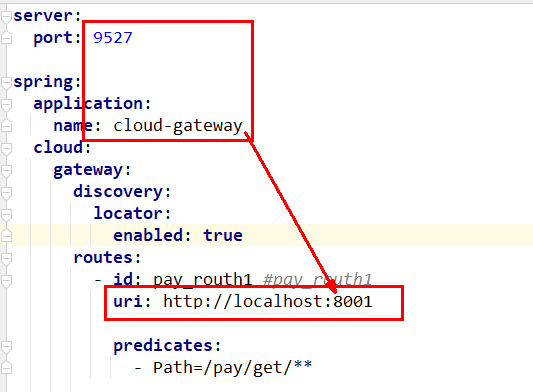 server:
  port: 9527
spring:
  application:
    name: cloud-gateway
  cloud:
    gateway:
      discovery:
        locator:
          enabled: true
      routes:
        - id: pay_routh1 #pay_routh1
          uri: http://localhost:8001
          predicates:
            - Path=/pay/get/**